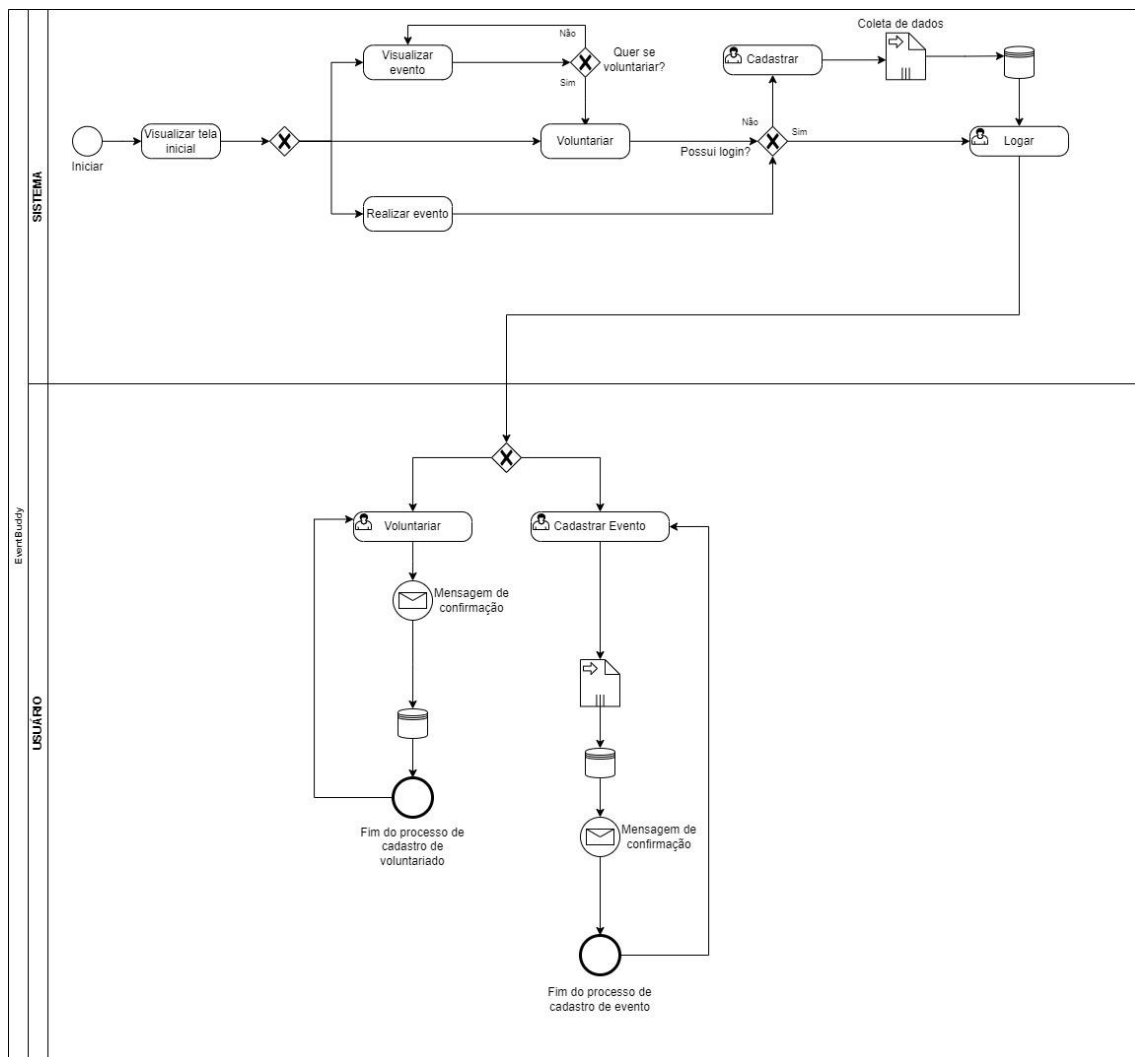 EventBuddy
SISTEMA
Iniciar
Visualizar tela
inicial
Visualizar
evento
Não
Quer se
voluntariar?
Sim
Voluntariar
Realizar evento
Possui login?
Não
Sim
Cadastrar
Coleta de dados
Logar
USUÁRIO
Voluntariar
Mensagem de
confirmação
Fim do processo de
cadastro de
voluntariado
Cadastrar Evento
Mensagem de
confirmação
Fim do processo de
cadastro de evento